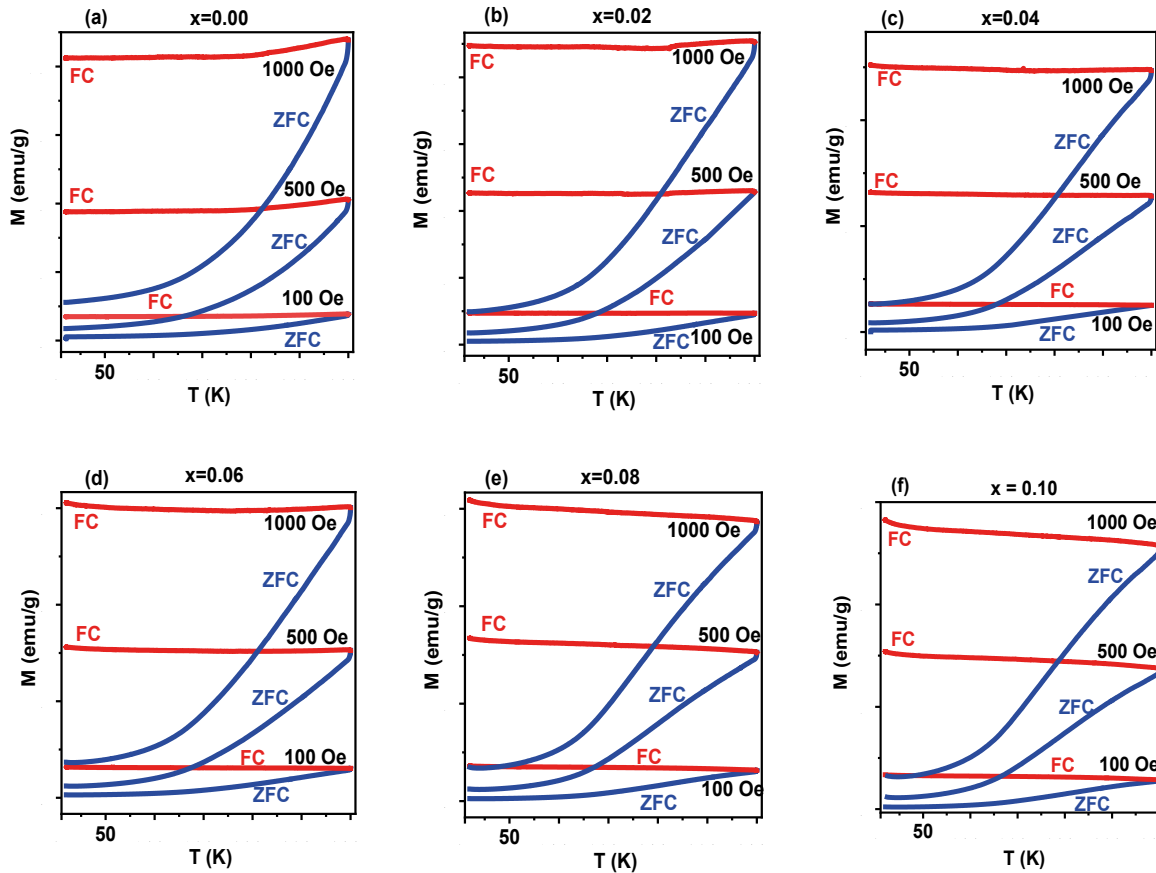 (a)
x=0.00
FC
1000 Oe
ZFC
FC
500 Oe
ZFC
FC
100 Oe
ZFC
M (emu/g)
50
T (K)
(b)
x=0.02
FC
1000 Oe
ZFC
FC
500 Oe
ZFC
FC
100 Oe
ZFC
M (emu/g)
50
T (K)
(c)
x=0.04
FC
1000 Oe
ZFC
FC
500 Oe
ZFC
FC
100 Oe
ZFC
M (emu/g)
50
T (K)
(d)
x=0.06
FC
1000 Oe
ZFC
FC
500 Oe
ZFC
FC
100 Oe
ZFC
M (emu/g)
50
T (K)
(e)
x=0.08
FC
1000 Oe
ZFC
FC
500 Oe
ZFC
FC
100 Oe
ZFC
M (emu/g)
50
T (K)
(f)
x = 0.10
1000 Oe
FC
ZFC
500 Oe
FC
ZFC
FC
100 Oe
ZFC
M (emu/g)
50
T (K)